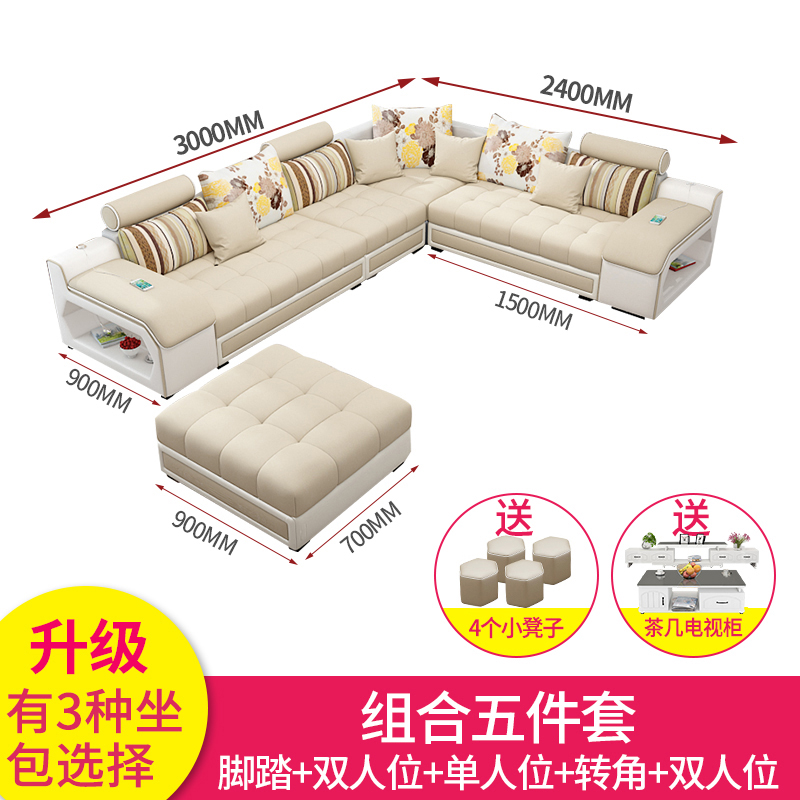 3000MM
2400MM
1500MM
900MM
900MM
700MM
送
4个小凳子
送
茶几电视柜
升级
有3种坐
包选择
组合五件套
脚踏+双人位+单人位+转角+双人位